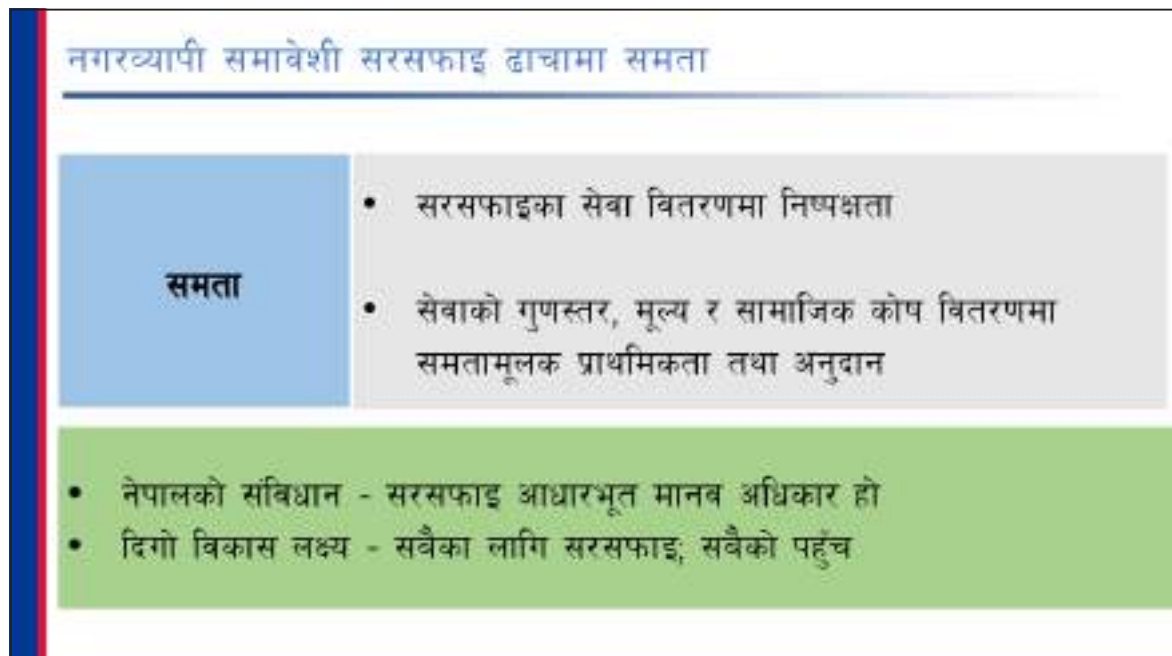 नगरव्यापी समावेशी सरसफाइ ढाचामा समता
समता
• सरसफाइका सेवा वितरणमा निष्पक्षता
• सेवाको गुणस्तर, मूल्य र सामाजिक कोष वितरणमा
समतामूलक प्राथमिकता तथा अनुदान
• नेपालको संबिधान - सरसफाइ आधारभूत मानव अधिकार हो
• दिगो विकास लक्ष्य - सबैका लागि सरसफाइ; सबैको पहुँच